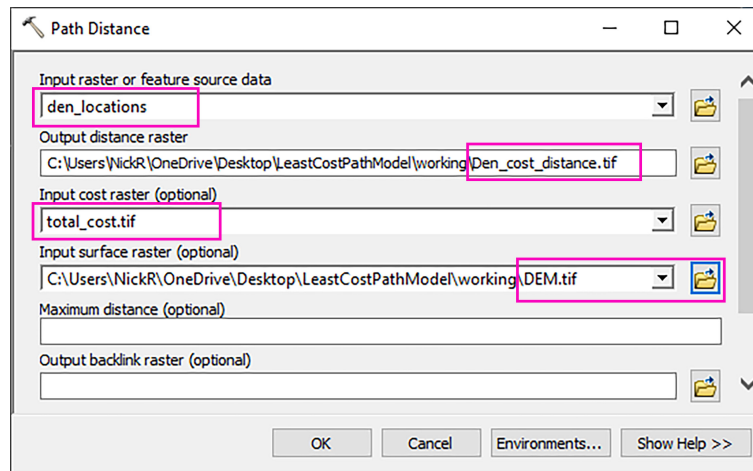 Path Distance
Input raster or feature source data
den_locations
Output distance raster
C:\Users\NickR\OneDrive\Desktop\LeastCostPathModel\working\Den_cost_distance.tif
Input cost raster (optional)
total_cost.tif
Input surface raster (optional)
C:\Users\NickR\OneDrive\Desktop\LeastCostPathModel\working\DEM.tif
Maximum distance (optional)
Output backlink raster (optional)
OK Cancel Environments... Show Help >>